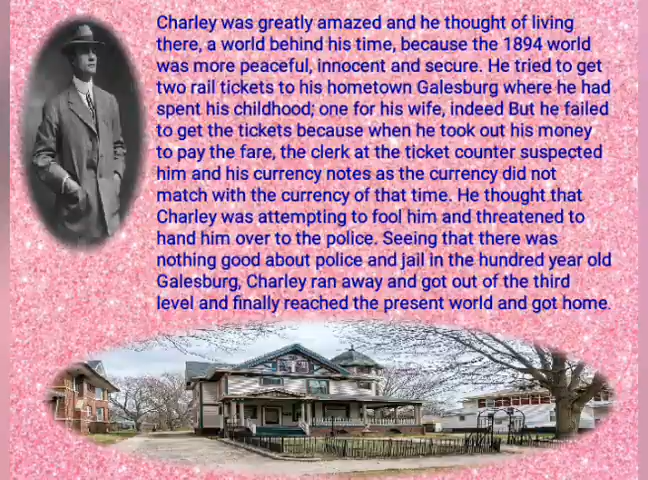 Charley was greatly amazed and he thought of living
there, a world behind his time, because the 1894 world
was more peaceful, innocent and secure. He tried to get
two rail tickets to his hometown Galesburg where he had
spent his childhood; one for his wife, indeed But he failed
to get the tickets because when he took out his money
to pay the fare, the clerk at the ticket counter suspected
him and his currency notes as the currency did not
match with the currency of that time. He thought that
Charley was attempting to fool him and threatened to
hand him over to the police. Seeing that there was
nothing good about police and jail in the hundred year old
Galesburg, Charley ran away and got out of the third
level and finally reached the present world and got home.